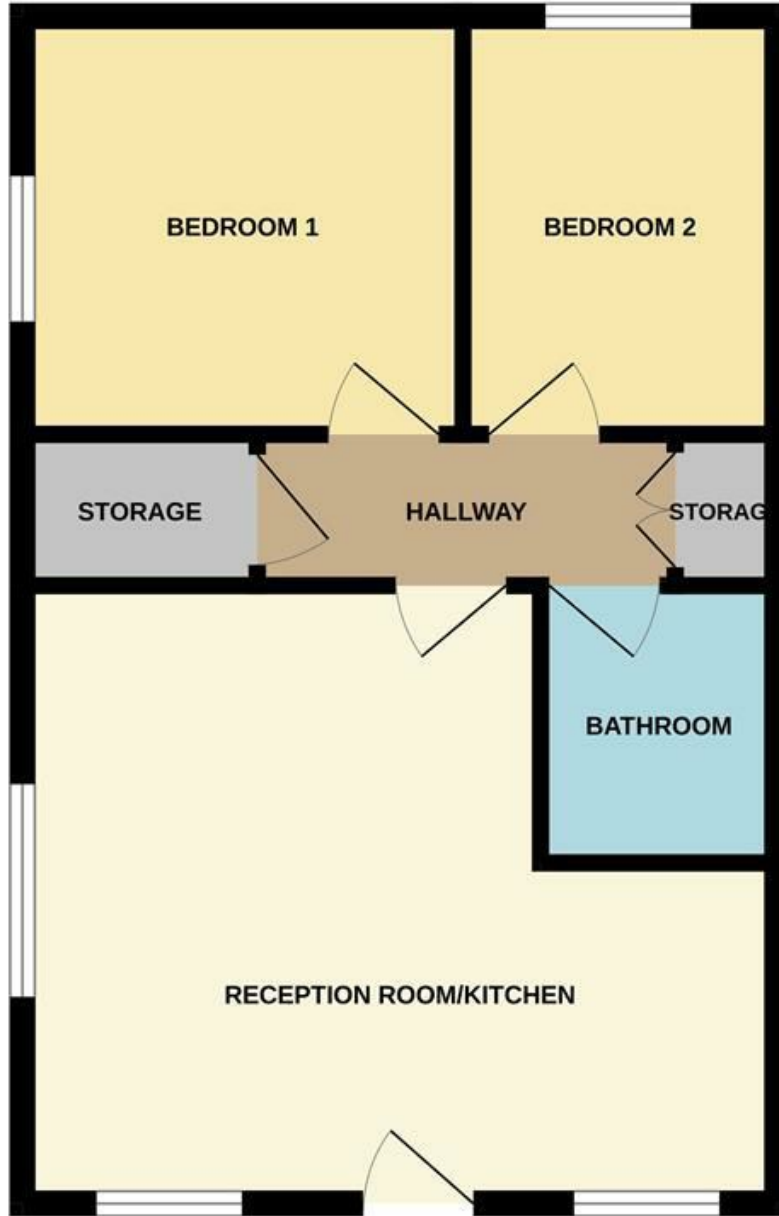 BEDROOM 1
BEDROOM 2
STORAGE
HALLWAY
STORAG
BATHROOM
RECEPTION ROOM/KITCHEN